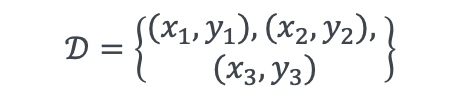 𝒟 = {(x₁, y₁), (x₂, y₂),
(x₃, y₃)}